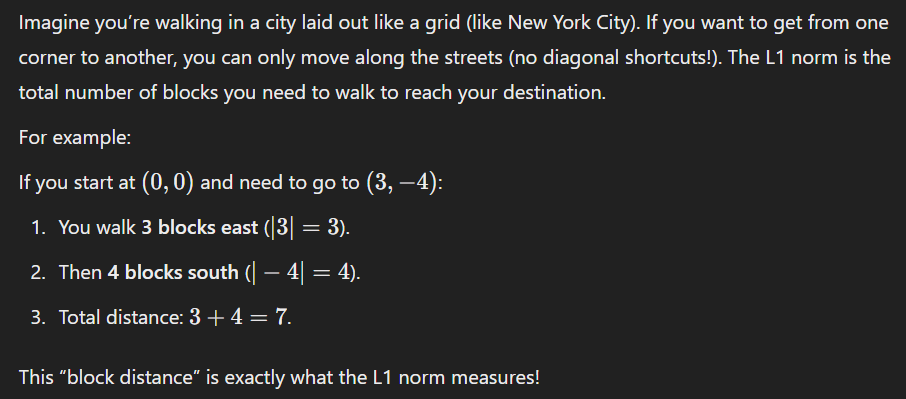 Imagine you’re walking in a city laid out like a grid (like New York City). If you want to get from one
corner to another, you can only move along the streets (no diagonal shortcuts!). The L1 norm is the
total number of blocks you need to walk to reach your destination.
For example:
If you start at (0, 0) and need to go to (3, −4):
1. You walk 3 blocks east (|3| = 3).
2. Then 4 blocks south (| − 4| = 4).
3. Total distance: 3 + 4 = 7.
This “block distance” is exactly what the L1 norm measures!